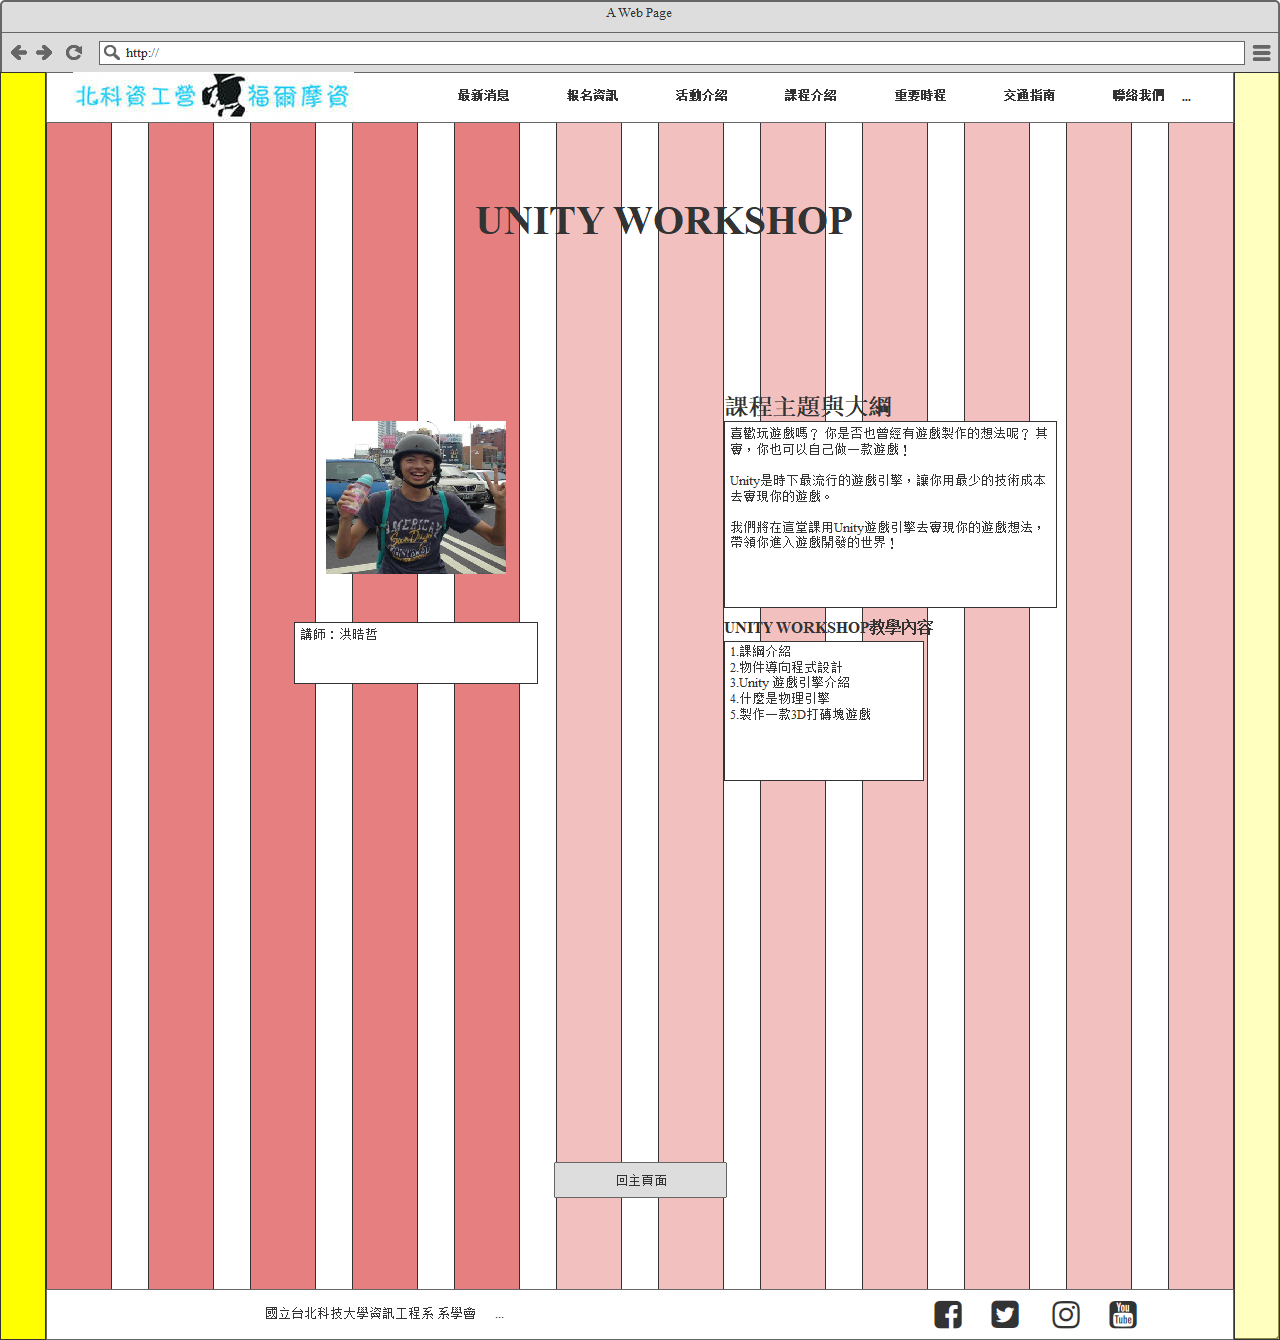 A Web Page
http://
北科資工營 福爾摩資
最新消息 報名資訊 活動介紹 課程介紹 重要時程 交通指南 聯絡我們 ...
UNITY WORKSHOP
課程主題與大綱
喜歡玩遊戲嗎？ 你是否也曾經有遊戲製作的想法呢？ 其
實，你也可以自己做一款遊戲！
Unity是時下最流行的遊戲引擎，讓你用最少的技術成本
去實現你的遊戲。
我們將在這堂課用Unity遊戲引擎去實現你的遊戲想法，
帶領你進入遊戲開發的世界！
AMERICAN
講師：洪晧哲
UNITY WORKSHOP教學內容
1.課綱介紹
2.物件導向程式設計
3.Unity 遊戲引擎介紹
4.什麼是物理引擎
5.製作一款3D打磚塊遊戲
回主頁面
國立台北科技大學資訊工程系 系學會 ...
You
Tube